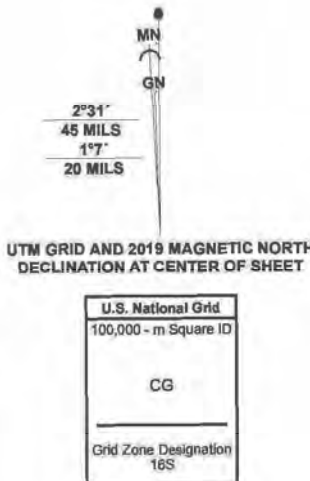 MN
GN
2°31´
45 MILS
1°7´
20 MILS
UTM GRID AND 2019 MAGNETIC NORTH
DECLINATION AT CENTER OF SHEET
U.S. National Grid
100,000 - m Square ID
CG
Grid Zone Designation
16S